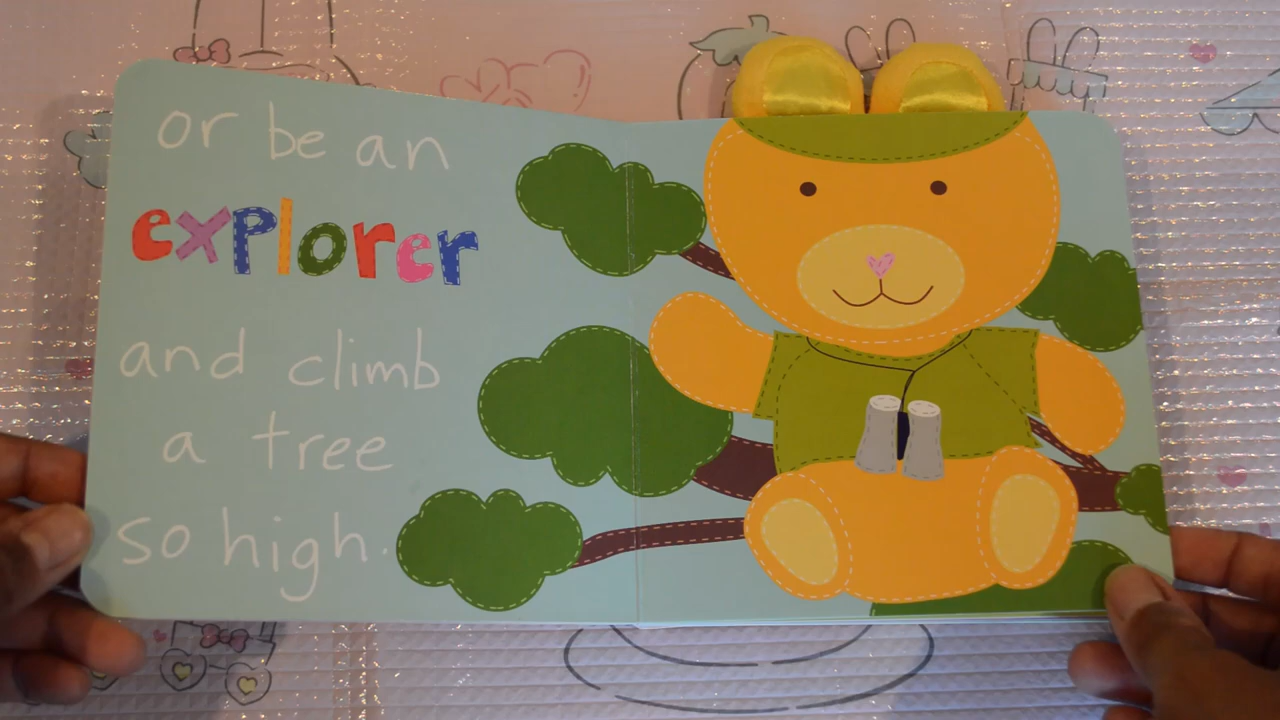 or be an
explorer
and climb
a tree
so high.